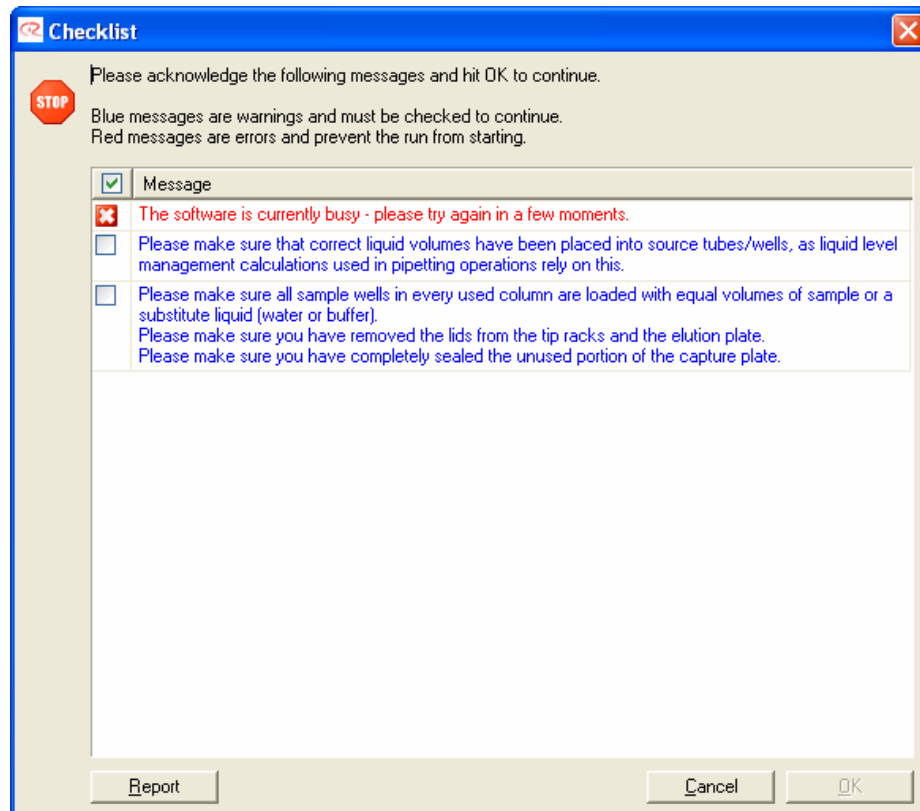 Checklist
Please acknowledge the following messages and hit OK to continue.
STOP
Blue messages are warnings and must be checked to continue.
Red messages are errors and prevent the run from starting.
Message
The software is currently busy - please try again in a few moments.
Please make sure that correct liquid volumes have been placed into source tubes/wells, as liquid level
management calculations used in pipetting operations rely on this.
Please make sure all sample wells in every used column are loaded with equal volumes of sample or a
substitute liquid (water or buffer).
Please make sure you have removed the lids from the tip racks and the elution plate.
Please make sure you have completely sealed the unused portion of the capture plate.
Report
Cancel
OK